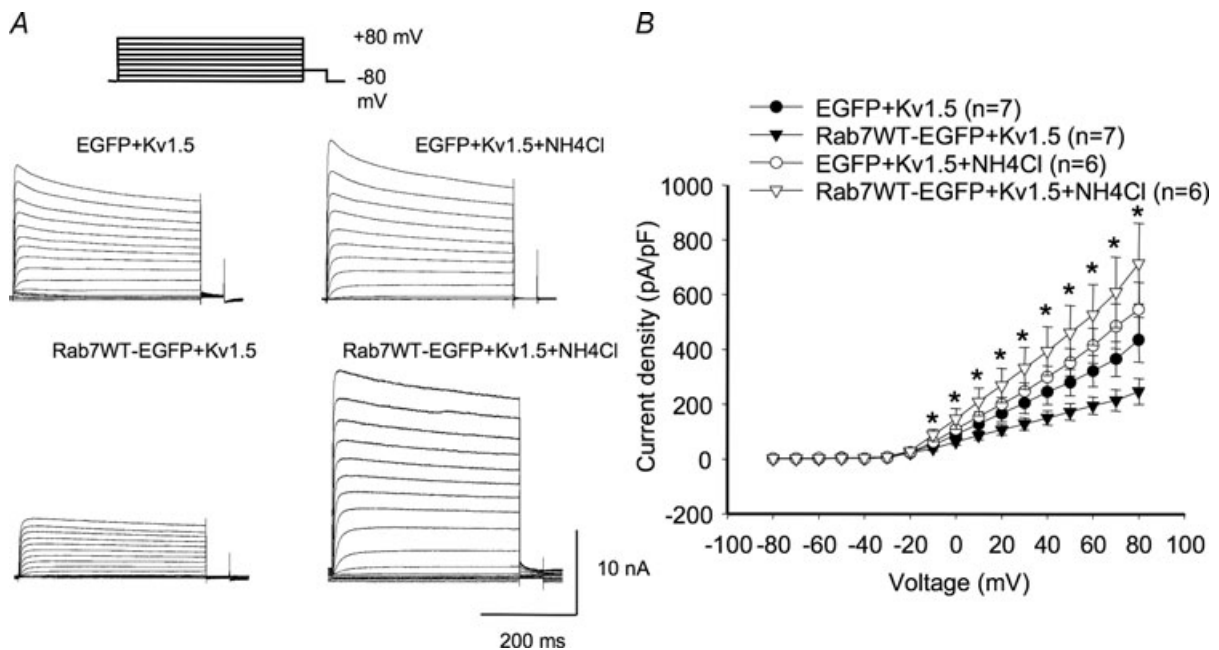 A
+80 mV
-80
mV
EGFP+Kv1.5
EGFP+Kv1.5+NH4Cl
Rab7WT-EGFP+Kv1.5
Rab7WT-EGFP+Kv1.5+NH4Cl
10 nA
200 ms
B
EGFP+Kv1.5 (n=7)
Rab7WT-EGFP+Kv1.5 (n=7)
EGFP+Kv1.5+NH4Cl (n=6)
Rab7WT-EGFP+Kv1.5+NH4Cl (n=6)
Current density (pA/pF)
1000
800
600
400
200
0
-200
* * * * * * * * * *
-100 -80 -60 -40 -20 0 20 40 60 80 100
Voltage (mV)